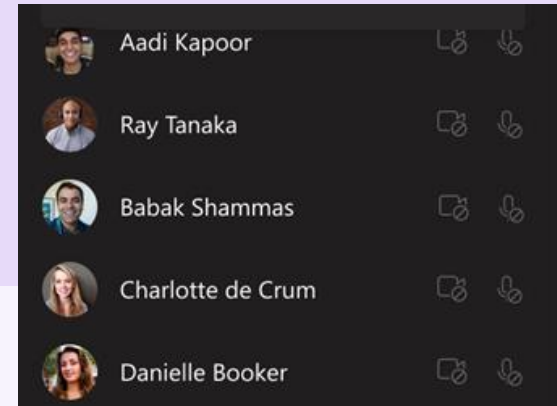 Aadi Kapoor
Ray Tanaka
Babak Shammas
Charlotte de Crum
Danielle Booker